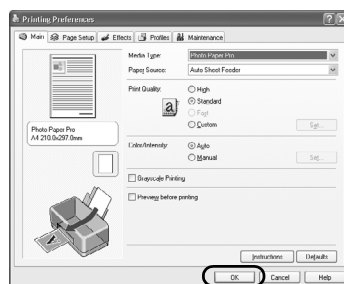 Printing Preferences
Main Page Setup Effects Profiles Maintenance
Media Type: Photo Paper Pro
Paper Source: Auto Sheet Feeder
Print Quality: High
Standard
Fast
Custom Set...
Photo Paper Pro
A4 210.0x297.0mm
Color/Intensity: Auto
Manual Set...
Grayscale Printing
Preview before printing
Instructions Defaults
OK Cancel Help